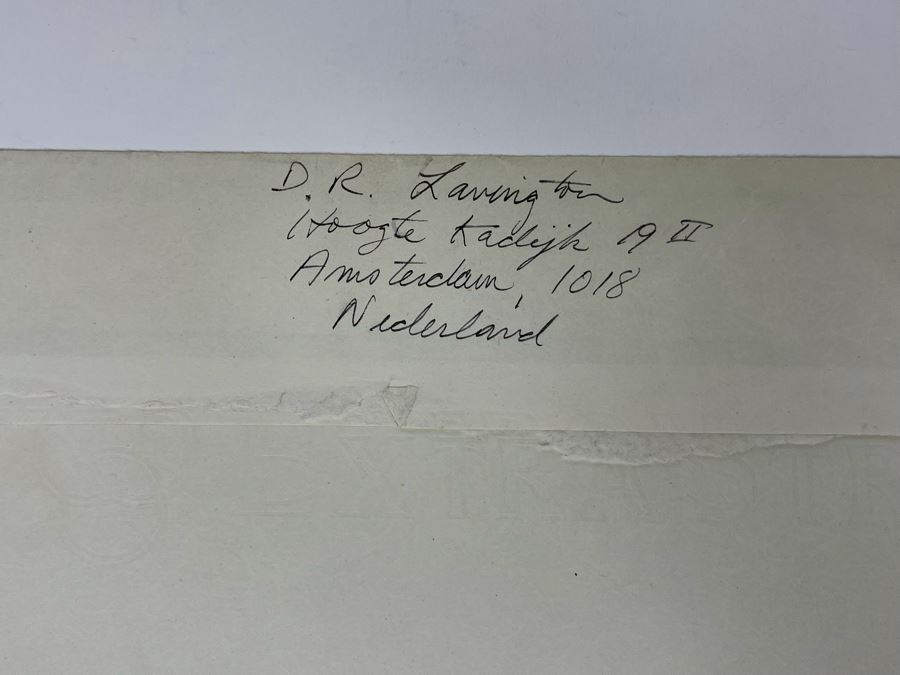 D. R. Lavington
Hoogte Kadijk 19 II
Amsterdam, 1018
Nederland